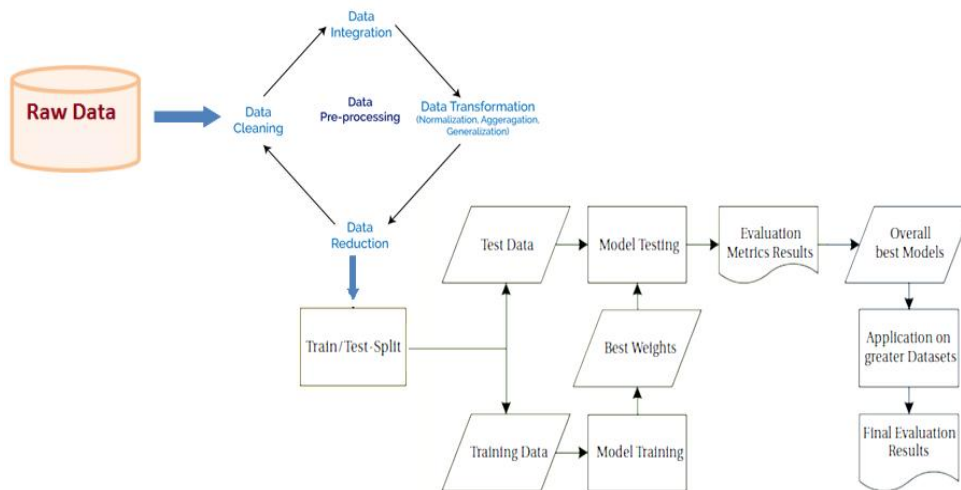 Data
Integration
Raw Data
Data
Cleaning
Data
Pre-processing
Data Transformation
(Normalization, Aggeragation,
Generalization)
Data
Reduction
Test Data
Model Testing
Evaluation
Metrics Results
Overall
best Models
Train/Test-Split
Best Weights
Application on
greater Datasets
Training Data
Model Training
Final Evaluation
Results